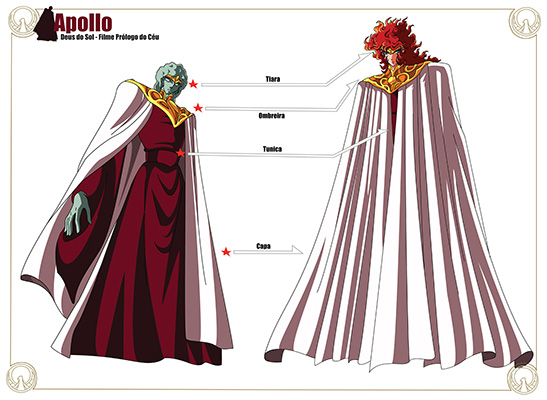 Apollo
Deus do Sol - Filme Prólogo do Céu
Tiara
Ombreira
Tunica
Capa